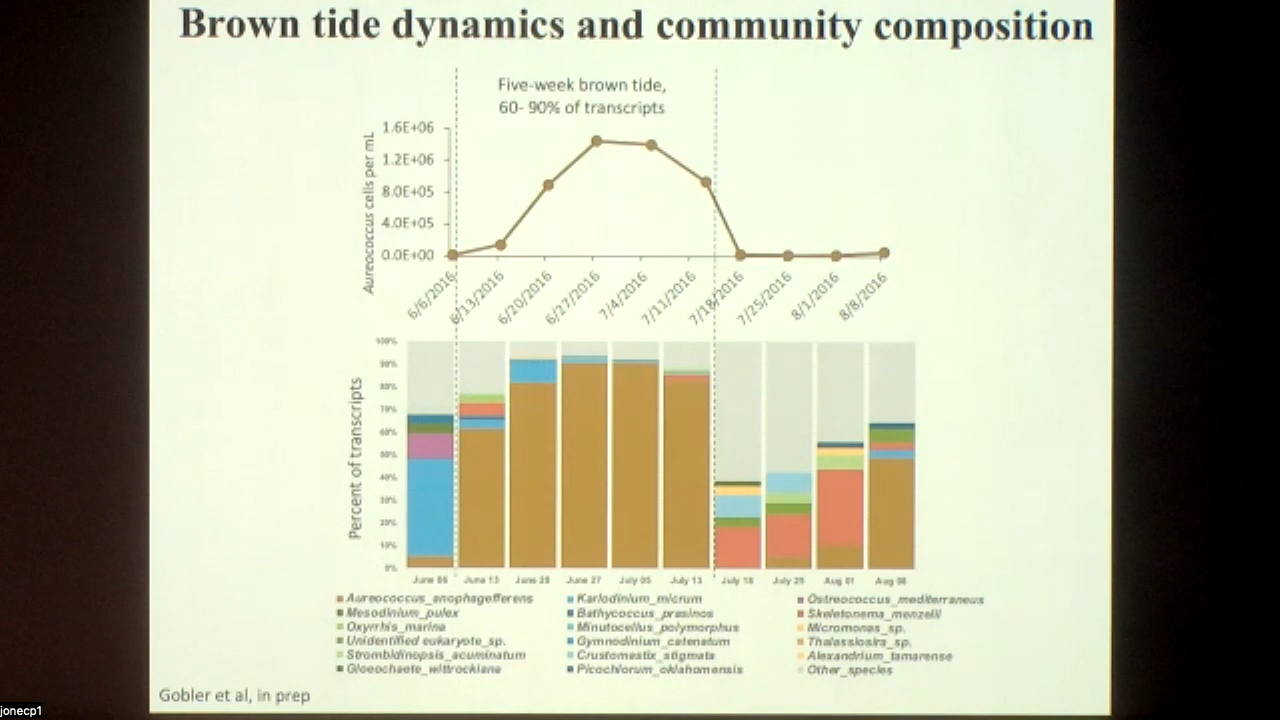 Brown tide dynamics and community composition
Five-week brown tide,
60- 90% of transcripts
Aureococcus cells per mL
1.6E+06
1.2E+06
8.0E+05
4.0E+05
0.0E+00
6/6/2016
6/13/2016
6/20/2016
6/27/2016
7/4/2016
7/11/2016
7/18/2016
7/25/2016
8/1/2016
8/8/2016
Percent of transcripts
100%
90%
80%
70%
60%
50%
40%
30%
20%
10%
0%
June 06 June 13 June 20 June 27 July 05 July 13 July 18 July 25 Aug 01 Aug 08
Aureococcus_anophagefferens Karlodinium_micrum Ostreococcus_mediterraneus
Mesodinium_pulex Bathycoccus_prasinos Skeletonema_menzelii
Oxyrrhis_marina Minutocellus_polymorphus Micromonas_sp.
Unidentified eukaryote_sp. Gymnodinium_catenatum Thalassiosira_sp.
Strombidinopsis_acuminatum Crustomastix_stigmata Alexandrium_tamarense
Gloeochaete_wittrockiana Picochlorum_oklahomensis Other_species
Gobler et al, in prep
jonecp1